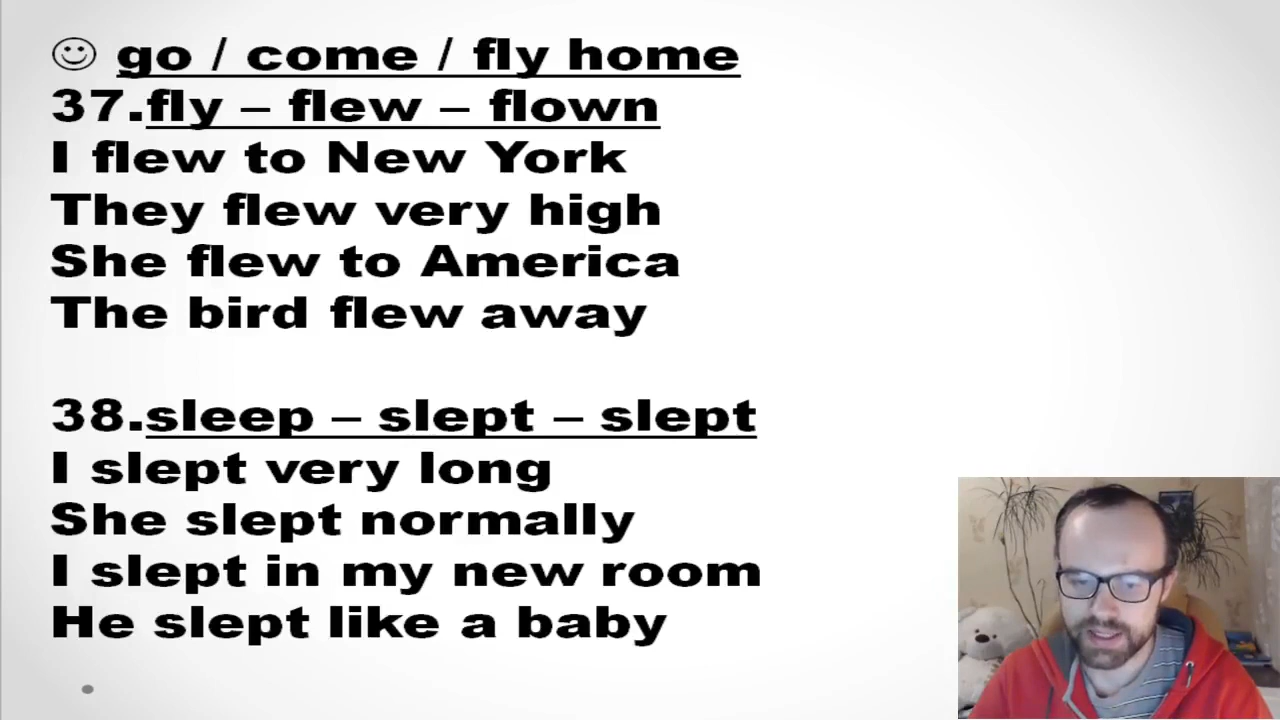 ☺ go / come / fly home
37.fly – flew – flown
I flew to New York
They flew very high
She flew to America
The bird flew away
38.sleep – slept – slept
I slept very long
She slept normally
I slept in my new room
He slept like a baby